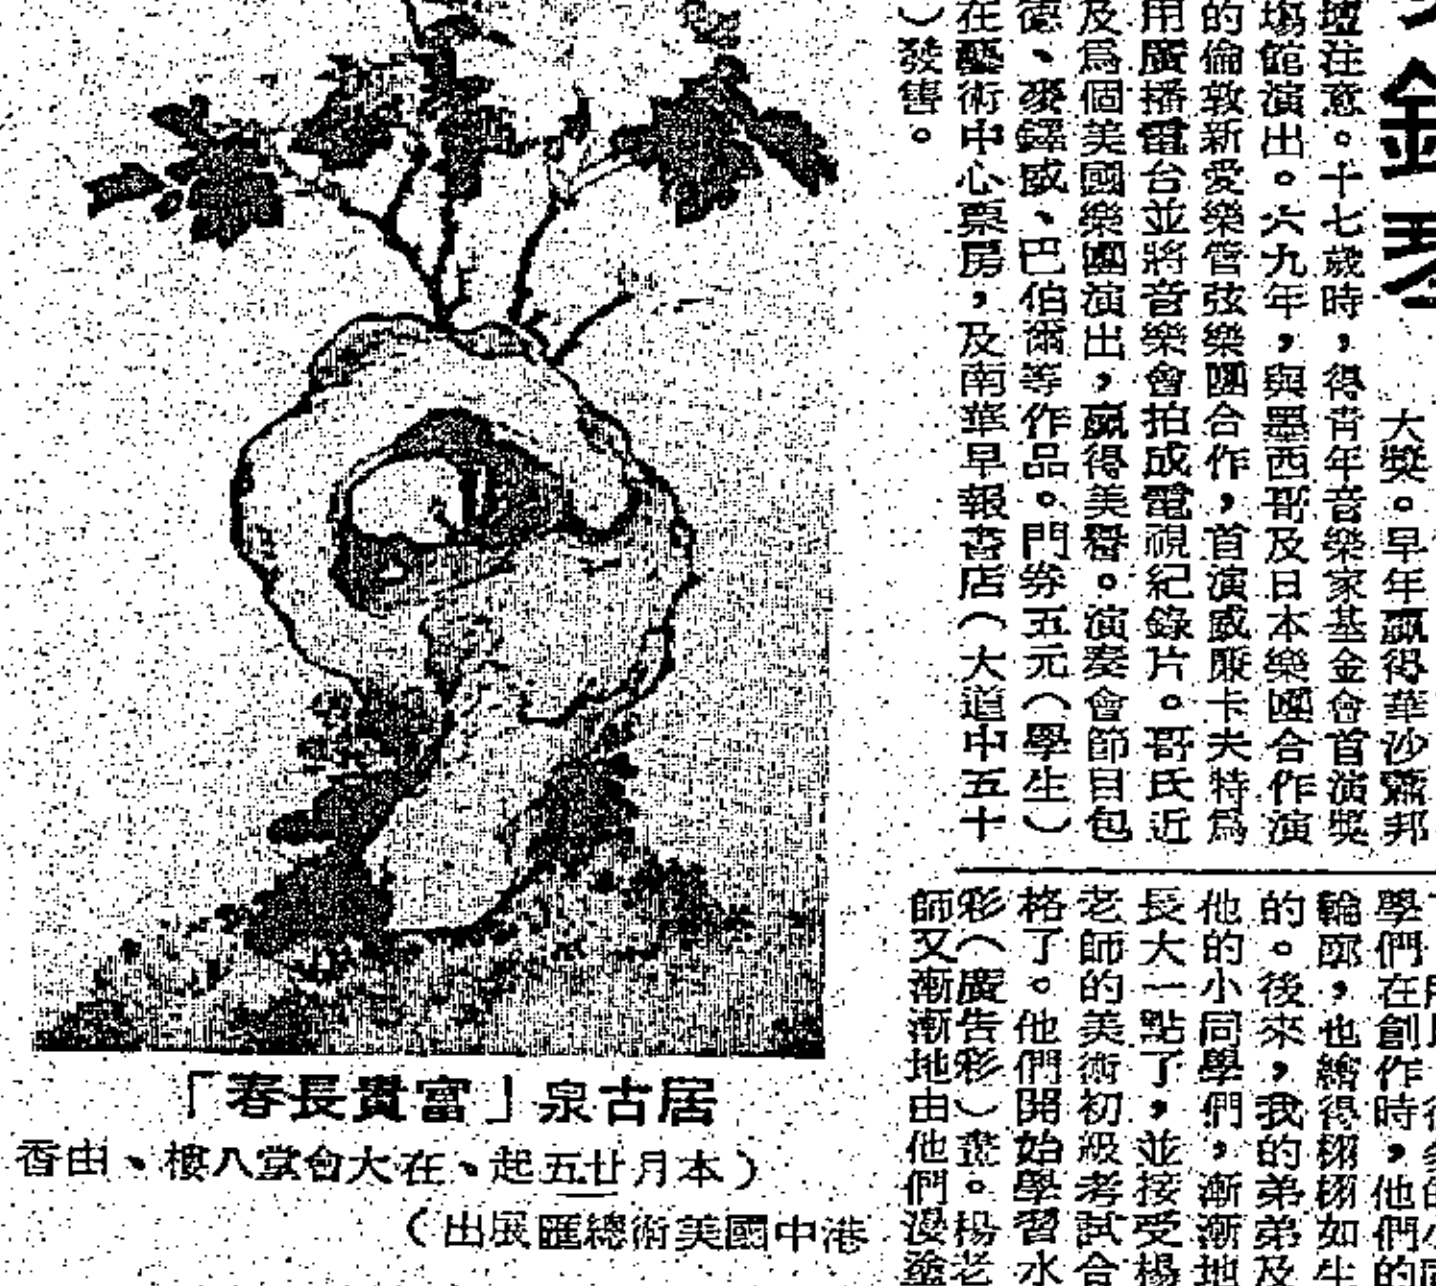 金
大獎。早年贏得華沙蕭邦
壇注意。十七歲時，得青年音樂家基金會首演獎
場館演出。六九年，與墨西哥及日本樂團合作演
的倫敦新愛樂管弦樂團合作，首演威廉卡夫特爲
用廣播電台並將音樂會拍成電視紀錄片。哥氏近
及爲個美國樂團演出，贏得美譽。演奏會節目包
德、麥鐸威、巴伯爾等作品。門券五元（學生）
在藝術中心票房，及南華早報書店（大道中五十
）發售。
學們在創作時，他們的
輪廓，也繪得栩栩如生
的。後來，我的弟弟及
他的小同學們，漸漸地
長大一點了，並接受楊
老師的美術初級考試合
格了。他們開始學習水
彩（廣告彩）畫。楊老
師又漸漸地由他們漫塗
居古泉「富貴長春」
（本月廿五起、在大會堂八樓、由香
港中國美術總匯展出）